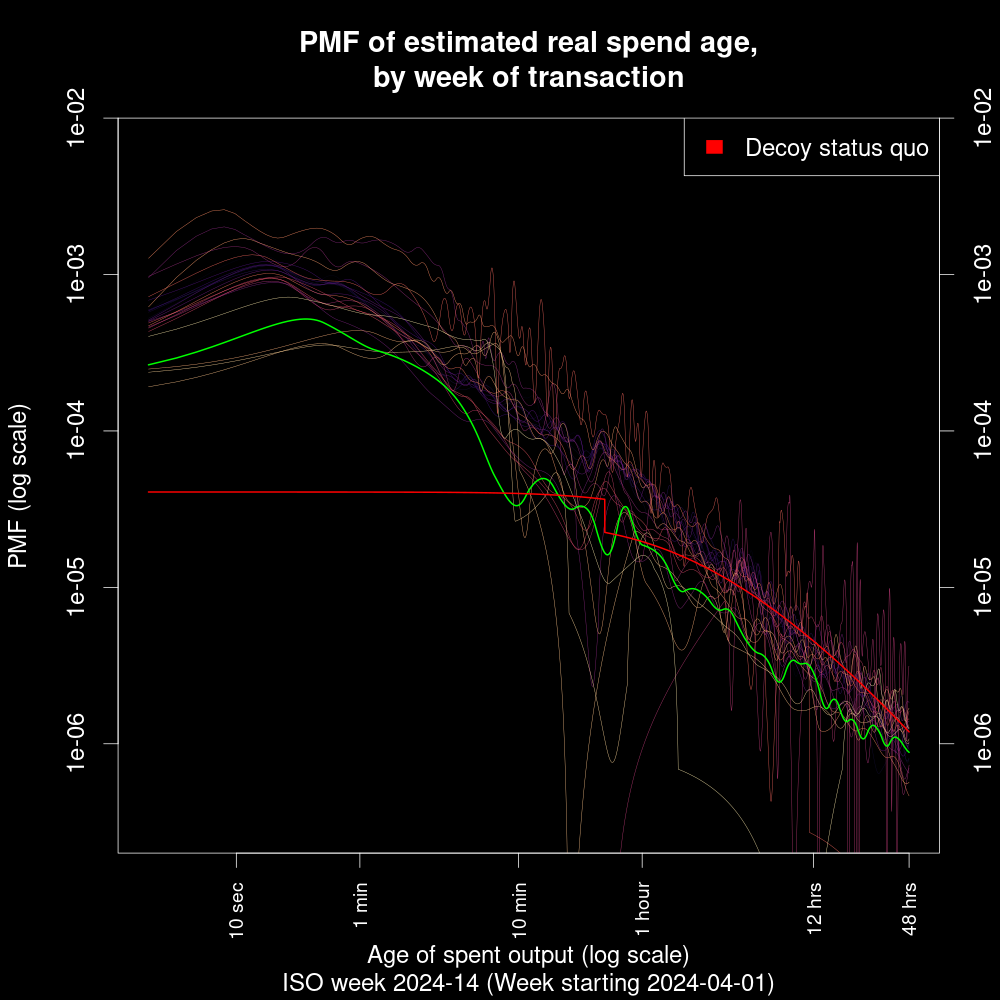 PMF of estimated real spend age,
by week of transaction
Decoy status quo
PMF (log scale)
1e-02
1e-03
1e-04
1e-05
1e-06
1e-02
1e-03
1e-04
1e-05
1e-06
10 sec
1 min
10 min
1 hour
12 hrs
48 hrs
Age of spent output (log scale)
ISO week 2024-14 (Week starting 2024-04-01)